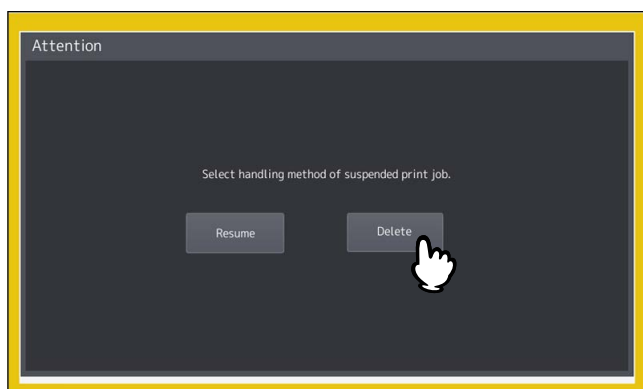 Attention
Select handling method of suspended print job.
Resume
Delete